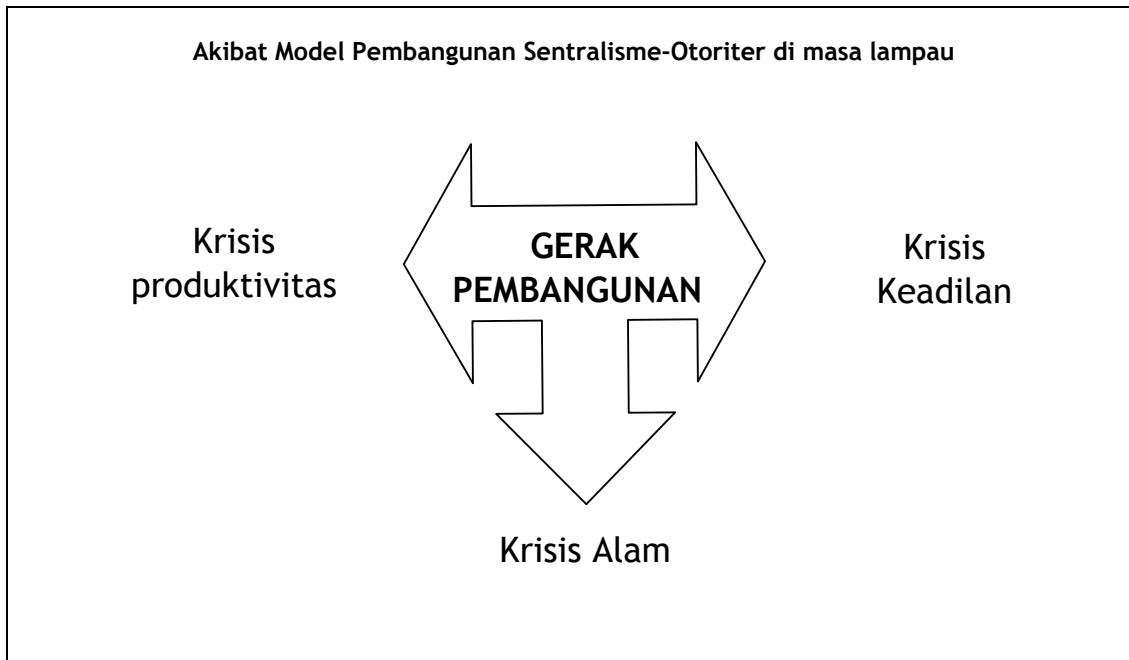 Akibat Model Pembangunan Sentralisme-Otoriter di masa lampau
Krisis
produktivitas
GERAK
PEMBANGUNAN
Krisis
Keadilan
Krisis Alam